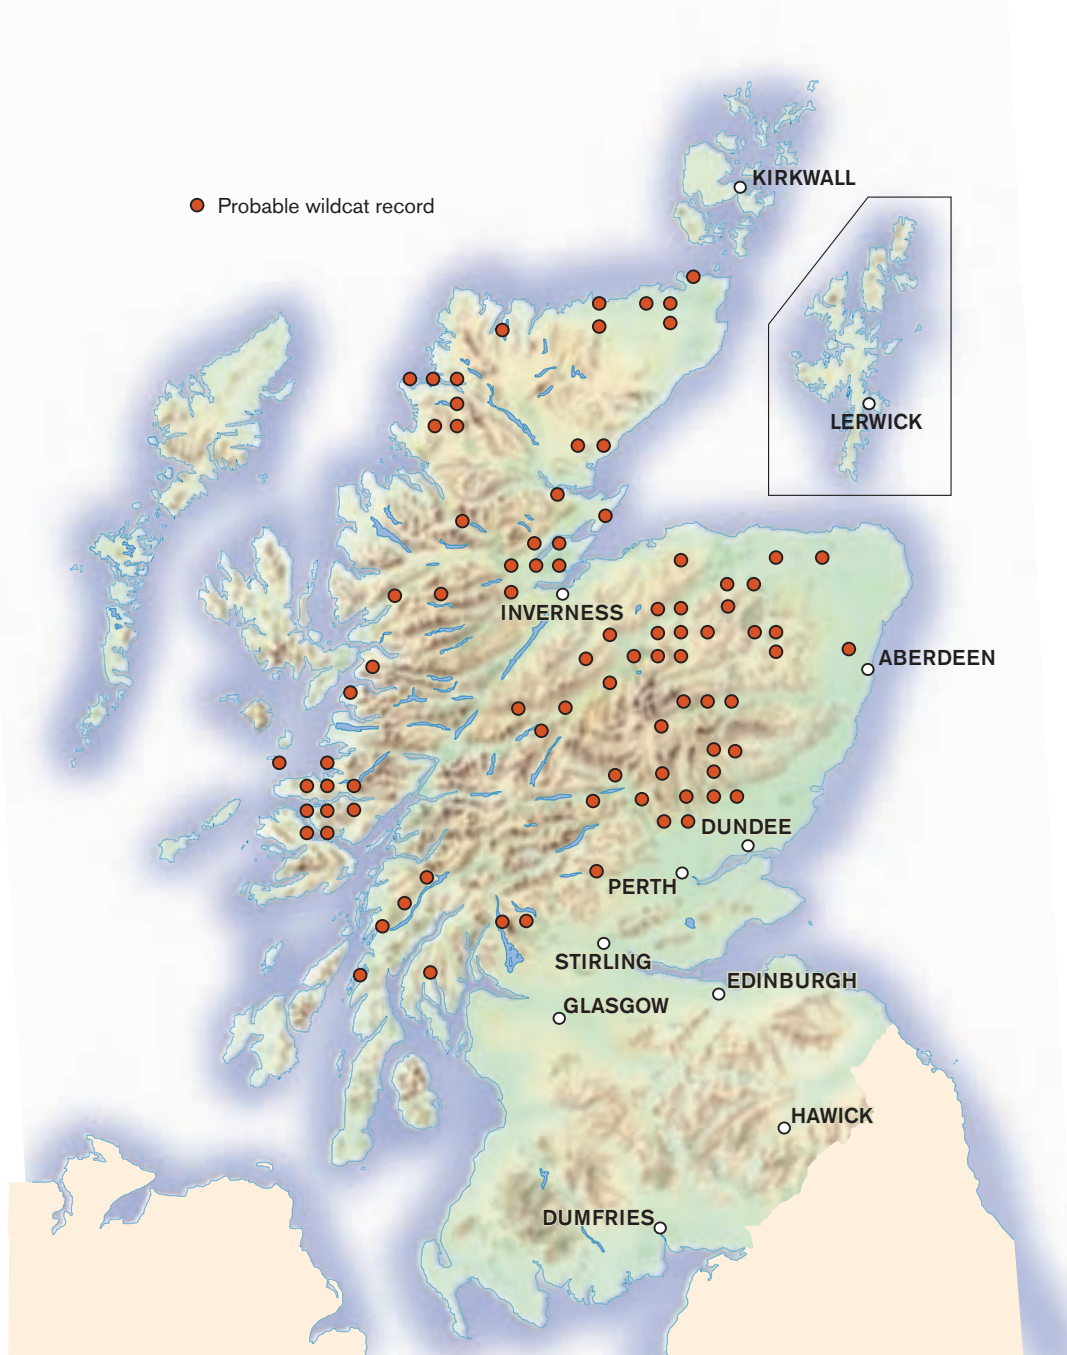 KIRKWALL
Probable wildcat record
LERWICK
INVERNESS
ABERDEEN
DUNDEE
PERTH
STIRLING
EDINBURGH
GLASGOW
HAWICK
DUMFRIES